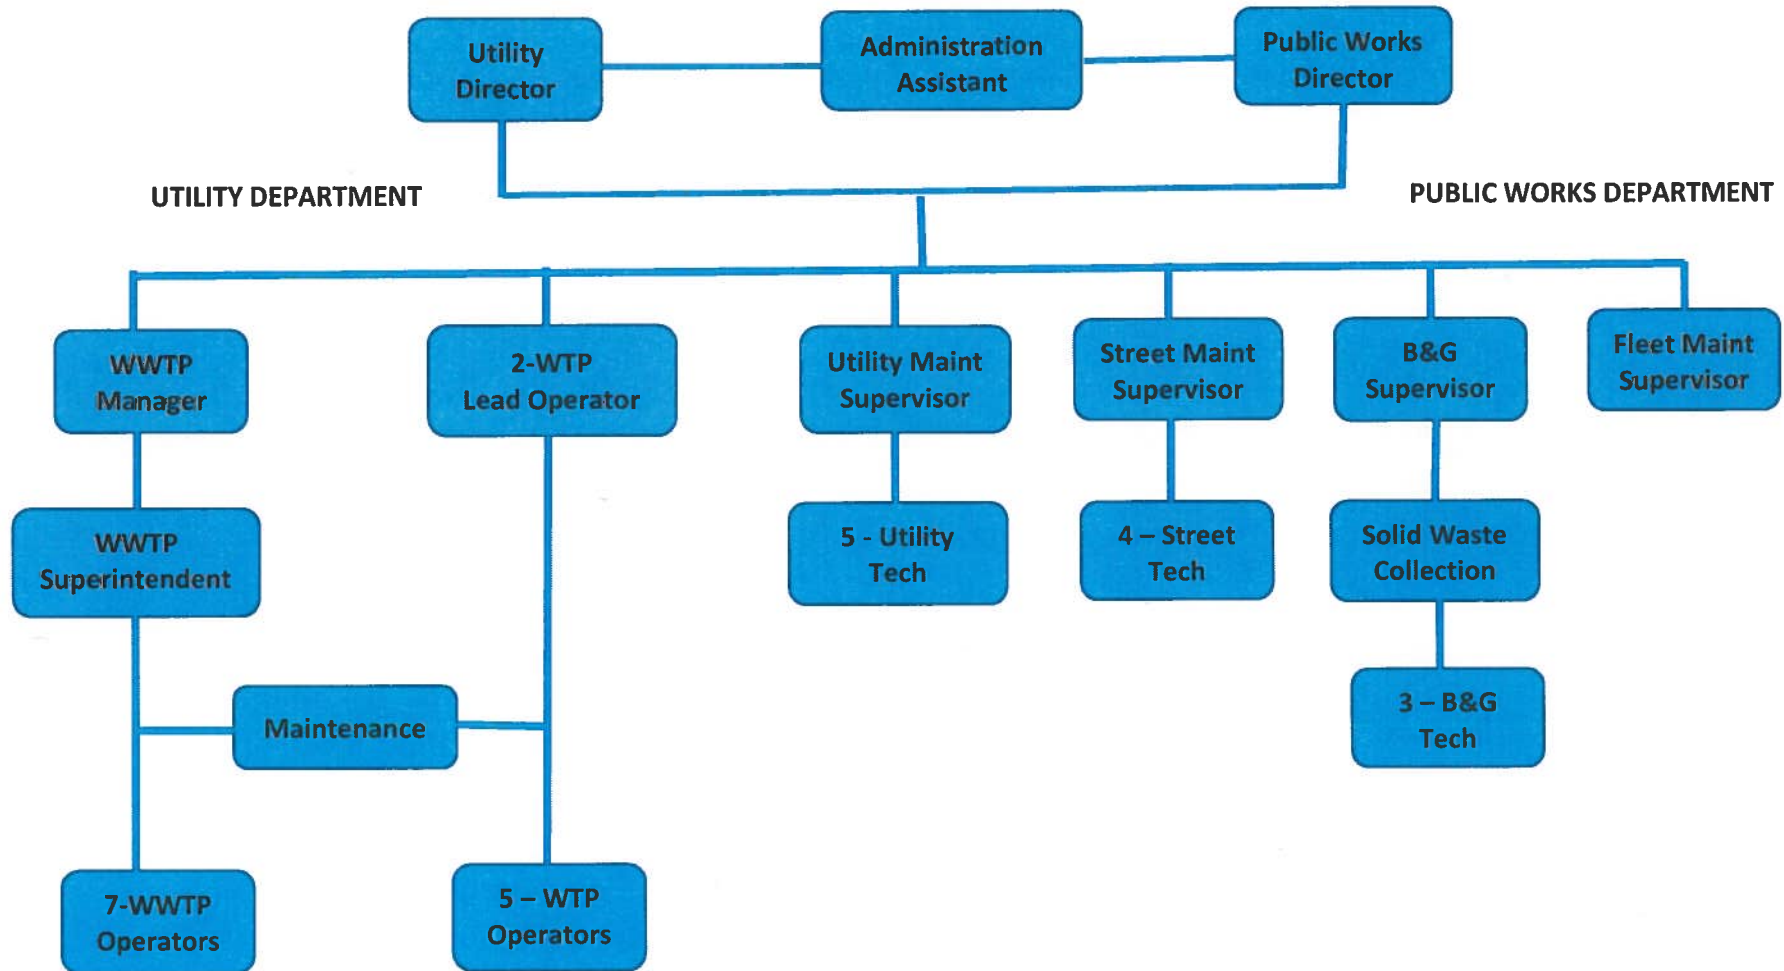 Utility
Director
Administration
Assistant
Public Works
Director
UTILITY DEPARTMENT
PUBLIC WORKS DEPARTMENT
WWTP
Manager
2-WTP
Lead Operator
Utility Maint
Supervisor
Street Maint
Supervisor
B&G
Supervisor
Fleet Maint
Supervisor
WWTP
Superintendent
5 - Utility
Tech
4 – Street
Tech
Solid Waste
Collection
Maintenance
3 – B&G
Tech
7-WWTP
Operators
5 – WTP
Operators